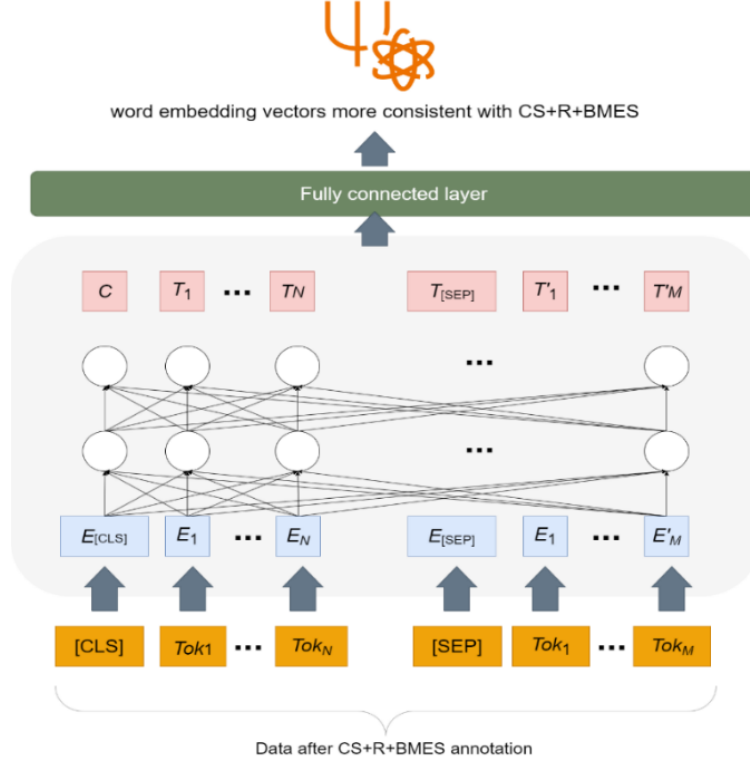 word embedding vectors more consistent with CS+R+BMES
Fully connected layer
C T1 ... TN T[SEP] T'1 ... T'M
...
...
E[CLS] E1 ... EN E[SEP] E1 ... E'M
[CLS] Tok1 ... TokN [SEP] Tok1 ... TokM
Data after CS+R+BMES annotation